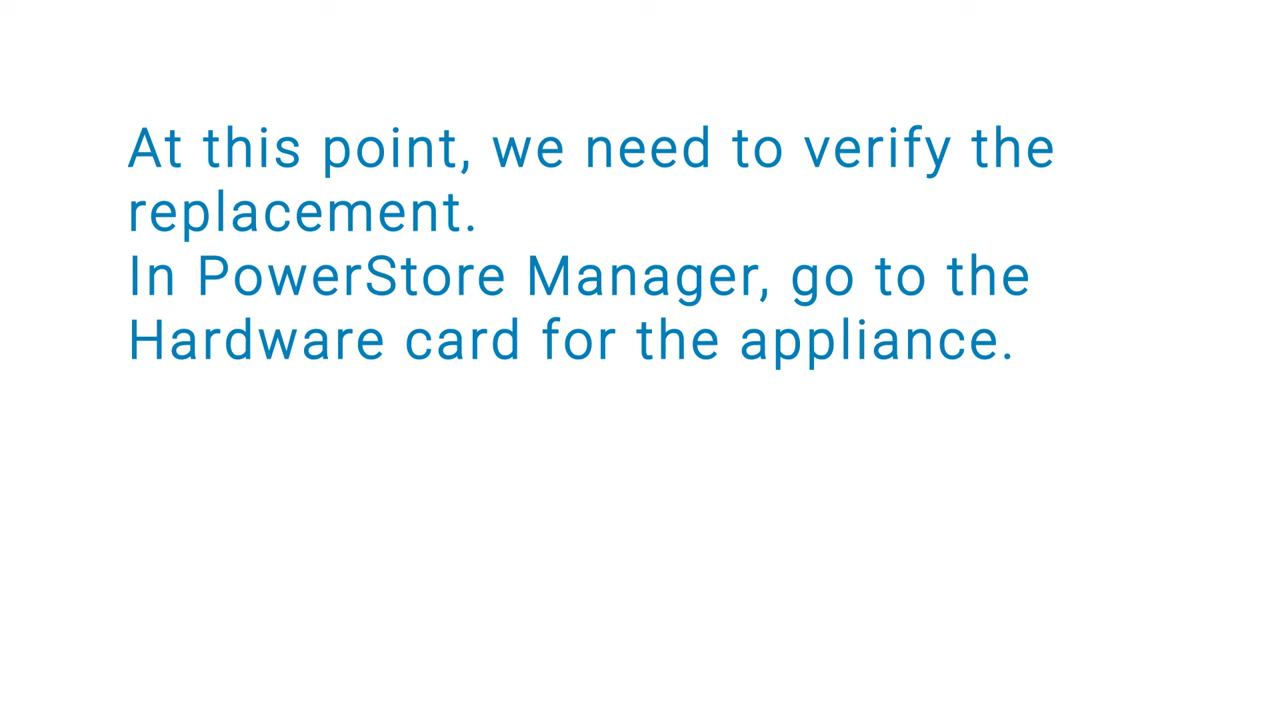 At this point, we need to verify the
replacement.
In PowerStore Manager, go to the
Hardware card for the appliance.